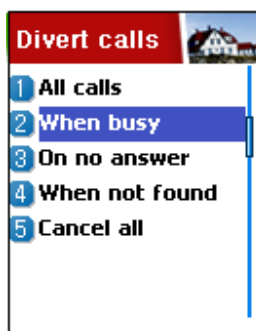 Divert calls
1 All calls
2 When busy
3 On no answer
4 When not found
5 Cancel all